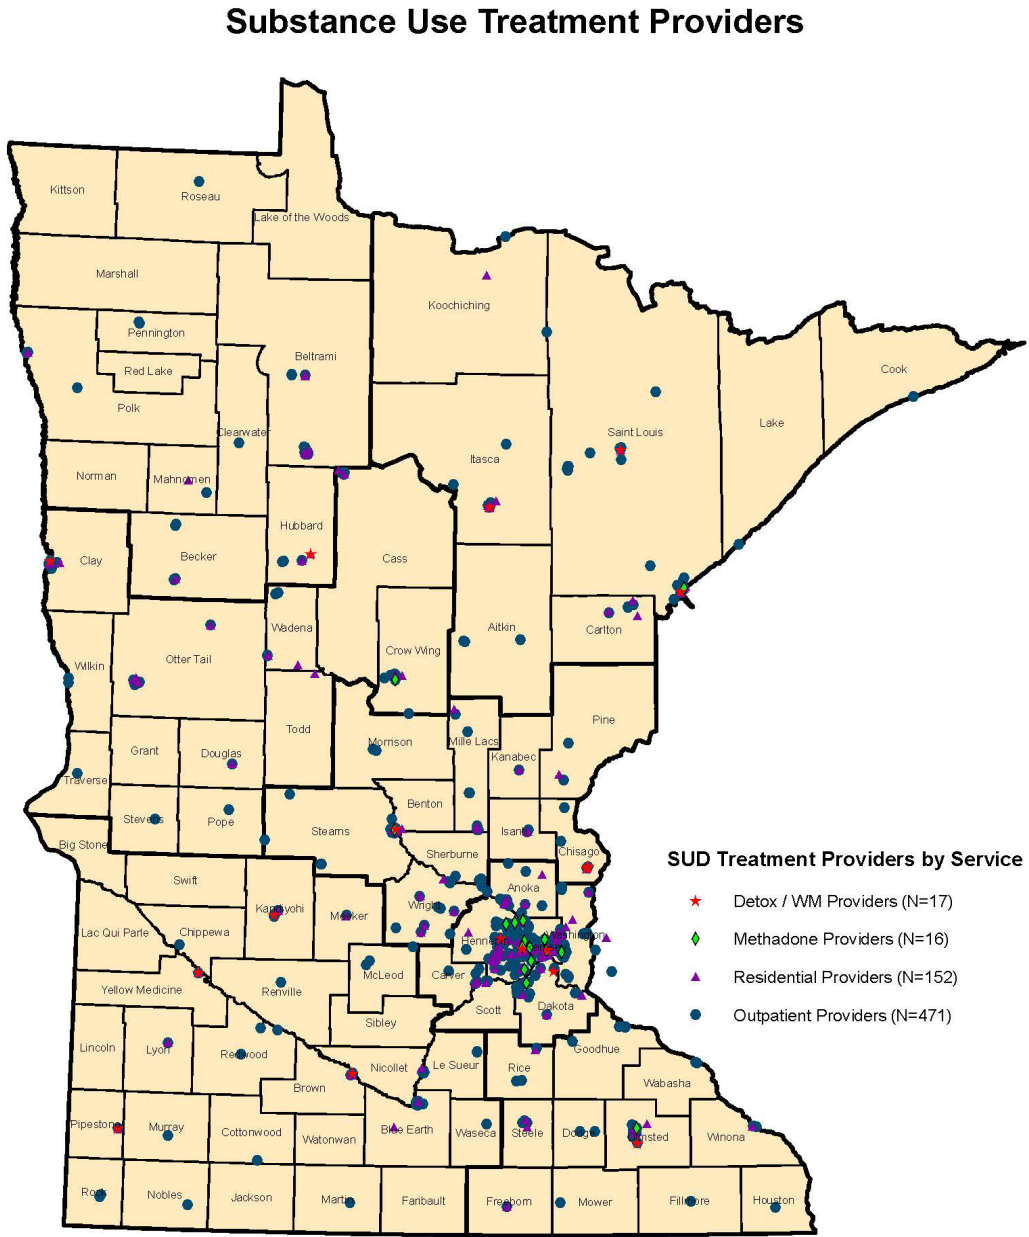 Substance Use Treatment Providers
Kittson
Roseau
Lake of the Woods
Marshall
Koochiching
Pennington
Beltrami
Red Lake
Cook
Polk
Clearwater
Saint Louis
Lake
Itasca
Norman
Mahnomen
Hubbard
Becker
Clay
Cass
Wadena
Aitkin
Carlton
Crow Wing
Otter Tail
Wilkin
Pine
Todd
Morrison
Mille Lacs
Grant
Douglas
Kanabec
Traverse
Benton
Stevens
Pope
Stearns
Isanti
Big Stone
Sherburne
Chisago
SUD Treatment Providers by Service
Swift
Anoka
Detox / WM Providers (N=17)
Kandiyohi
Meeker
Wright
Lac Qui Parle
Chippewa
Hennepin
Washington
Methadone Providers (N=16)
McLeod
Carver
Residential Providers (N=152)
Yellow Medicine
Renville
Scott
Dakota
Outpatient Providers (N=471)
Sibley
Lincoln
Lyon
Redwood
Nicollet
Le Sueur
Rice
Goodhue
Brown
Wabasha
Pipestone
Murray
Cottonwood
Watonwan
Blue Earth
Waseca
Steele
Dodge
Olmsted
Winona
Rock
Nobles
Jackson
Martin
Faribault
Freeborn
Mower
Fillmore
Houston